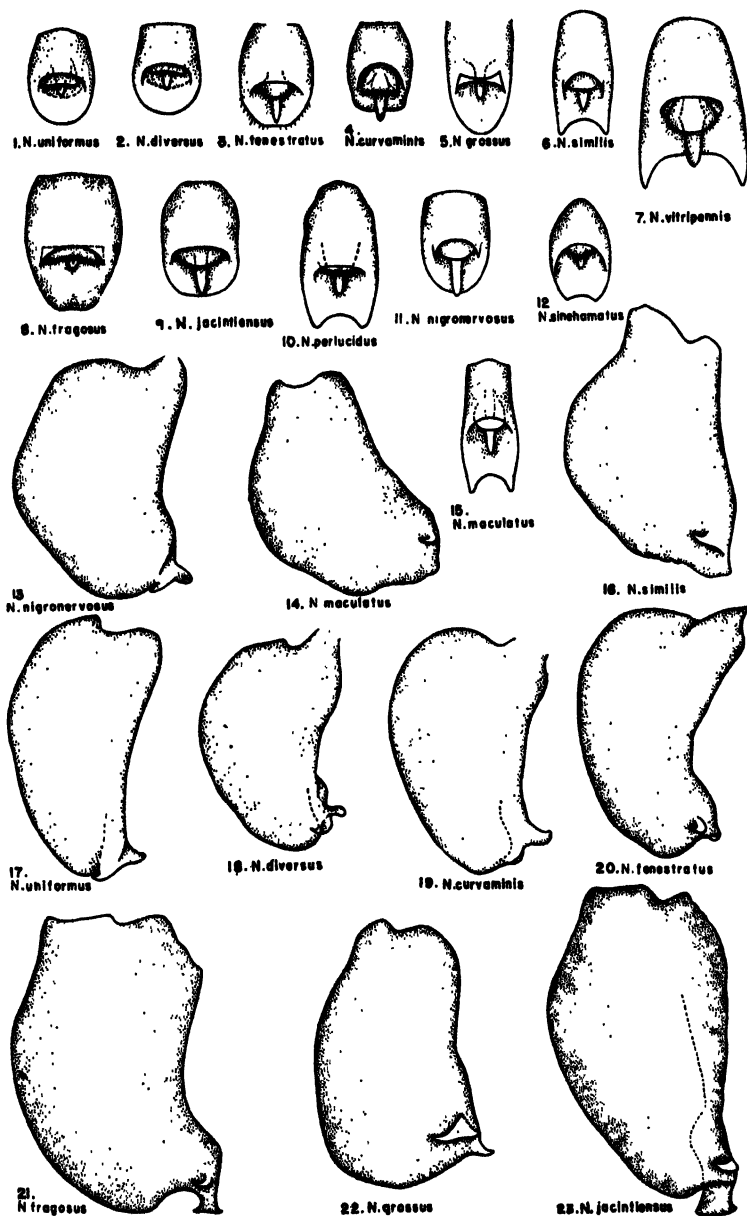 1. N.uniformus
2. N.diversus
3. N.fenestratus
4.
N.curvaminis
5. N grossus
6. N.similis
7. N.vitripennis
8. N.fragosus
9. N. jacintiensus
10. N.perlucidus
11. N nigronervosus
12
N.sinehamatus
13
N.nigronervosus
14. N maculatus
15.
N.maculatus
16. N.similis
17.
N.uniformus
18. N.diversus
19. N.curvaminis
20. N.fenestratus
21.
N fragosus
22. N.grossus
23. N. jacintiensus